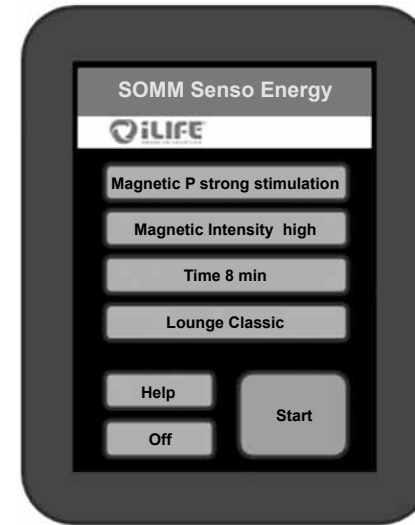 SOMM Senso Energy
iLIFE
Magnetic P strong stimulation
Magnetic Intensity high
Time 8 min
Lounge Classic
Help
Start
Off